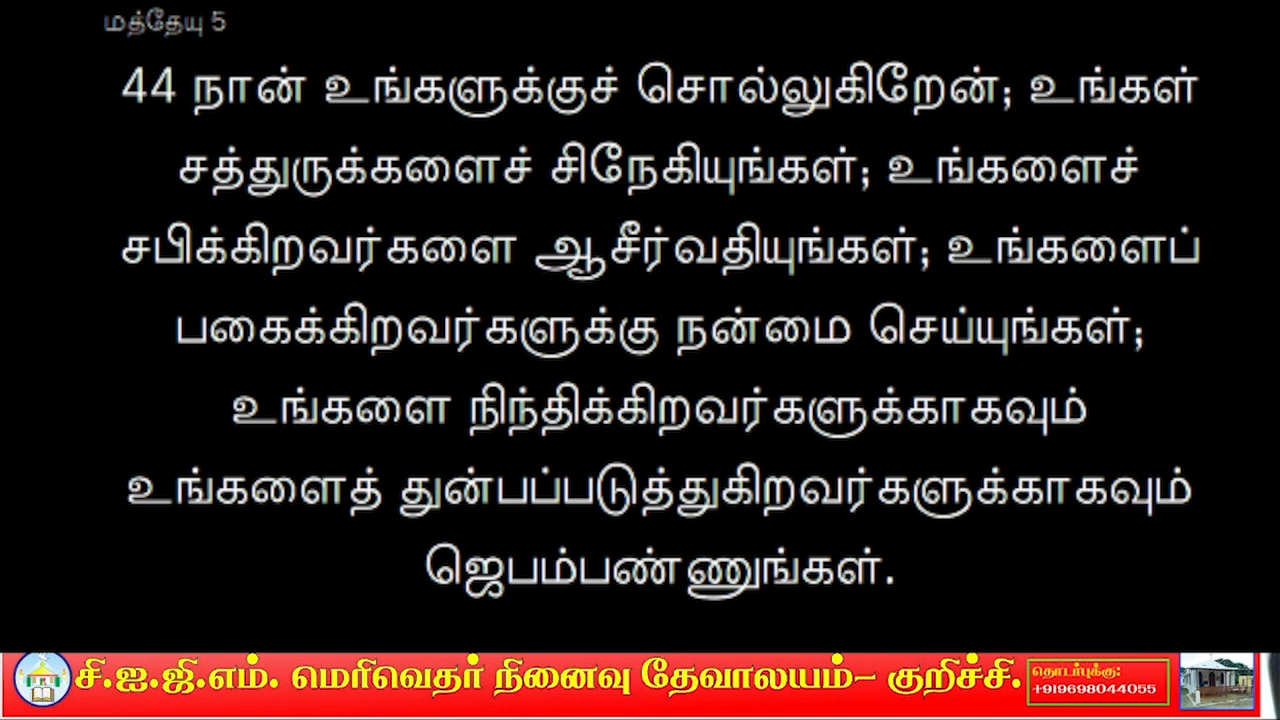 மத்தேயு 5
44 நான் உங்களுக்குச் சொல்லுகிறேன்; உங்கள்
சத்துருக்களைச் சிநேகியுங்கள்; உங்களைச்
சபிக்கிறவர்களை ஆசீர்வதியுங்கள்; உங்களைப்
பகைக்கிறவர்களுக்கு நன்மை செய்யுங்கள்;
உங்களை நிந்திக்கிறவர்களுக்காகவும்
உங்களைத் துன்பப்படுத்துகிறவர்களுக்காகவும்
ஜெபம்பண்ணுங்கள்.
சி.ஐ.ஜி.எம். மெரிவெதர் நினைவு தேவாலயம்- குறிச்சி.
தொடர்புக்கு:
+919698044055